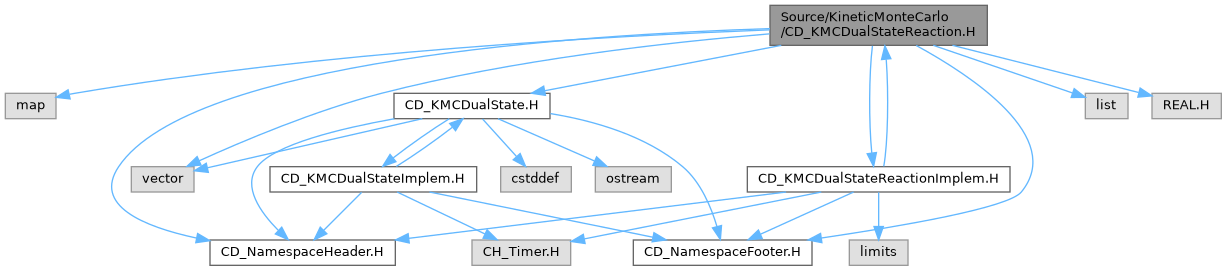 Source/KineticMonteCarlo
/CD_KMCDualStateReaction.H
map
CD_KMCDualState.H
list
REAL.H
vector
CD_KMCDualStateImplem.H
cstddef
ostream
CD_KMCDualStateReactionImplem.H
CD_NamespaceHeader.H
CH_Timer.H
CD_NamespaceFooter.H
limits